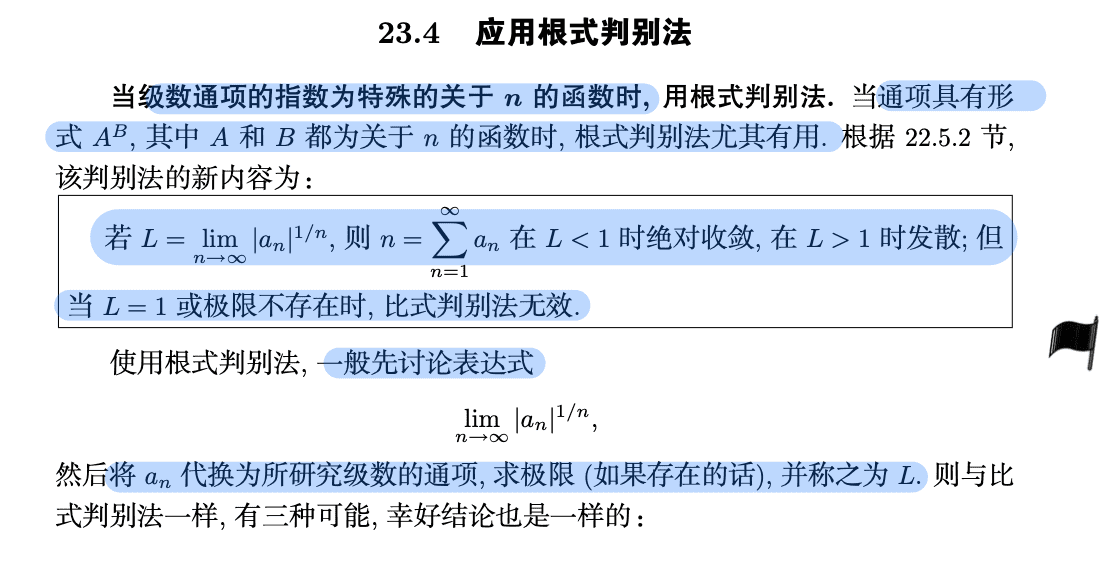 23.4 应用根式判别法
当级数通项的指数为特殊的关于 n 的函数时, 用根式判别法. 当通项具有形
式 A^B, 其中 A 和 B 都为关于 n 的函数时, 根式判别法尤其有用. 根据 22.5.2 节,
该判别法的新内容为:
若 L = lim_{n→∞} |a_n|^{1/n}, 则 n = ∑_{n=1}^{∞} a_n 在 L < 1 时绝对收敛, 在 L > 1 时发散; 但
当 L = 1 或极限不存在时, 比式判别法无效.
使用根式判别法, 一般先讨论表达式
lim_{n→∞} |a_n|^{1/n},
然后将 a_n 代换为所研究级数的通项, 求极限 (如果存在的话), 并称之为 L. 则与比
式判别法一样, 有三种可能, 幸好结论也是一样的: